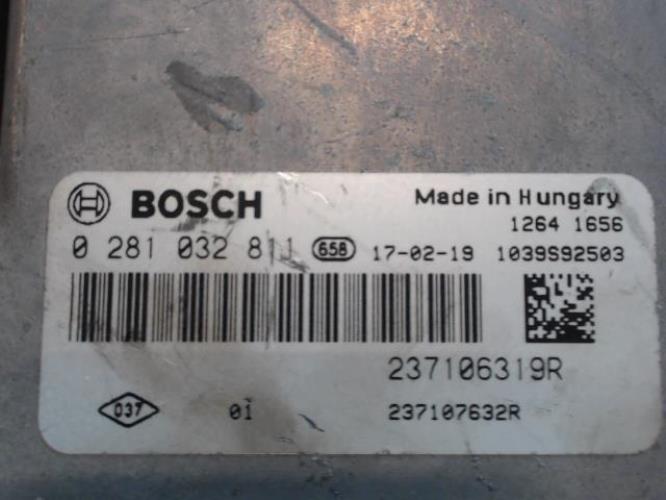 BOSCH Made in Hungary
1264 1656
0 281 032 811 658 17-02-19 1039S92503
237106319R
037 01 237107632R